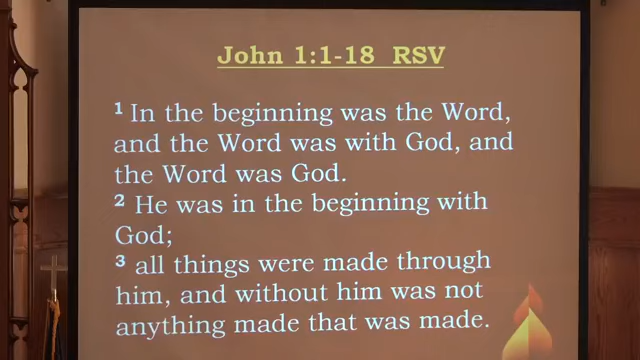 John 1:1-18 RSV
1 In the beginning was the Word,
and the Word was with God, and
the Word was God.
2 He was in the beginning with
God;
3 all things were made through
him, and without him was not
anything made that was made.